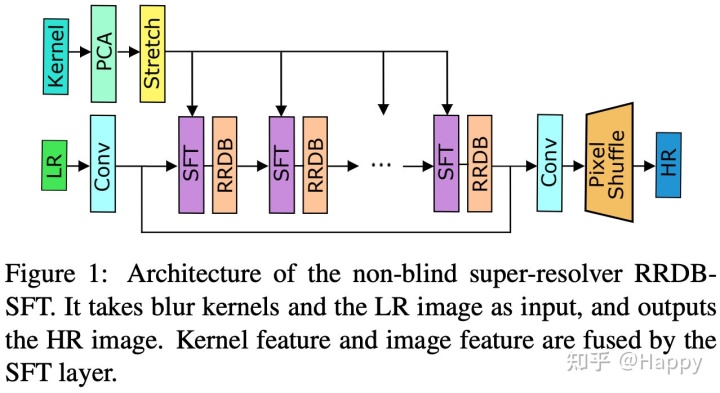 Kernel
PCA
Stretch
LR
Conv
SFT
RRDB
SFT
RRDB
...
SFT
RRDB
Conv
Pixel
Shuffle
HR
Figure 1: Architecture of the non-blind super-resolver RRDB-
SFT. It takes blur kernels and the LR image as input, and outputs
the HR image. Kernel feature and image feature are fused by the
SFT layer.
知乎 @Happy